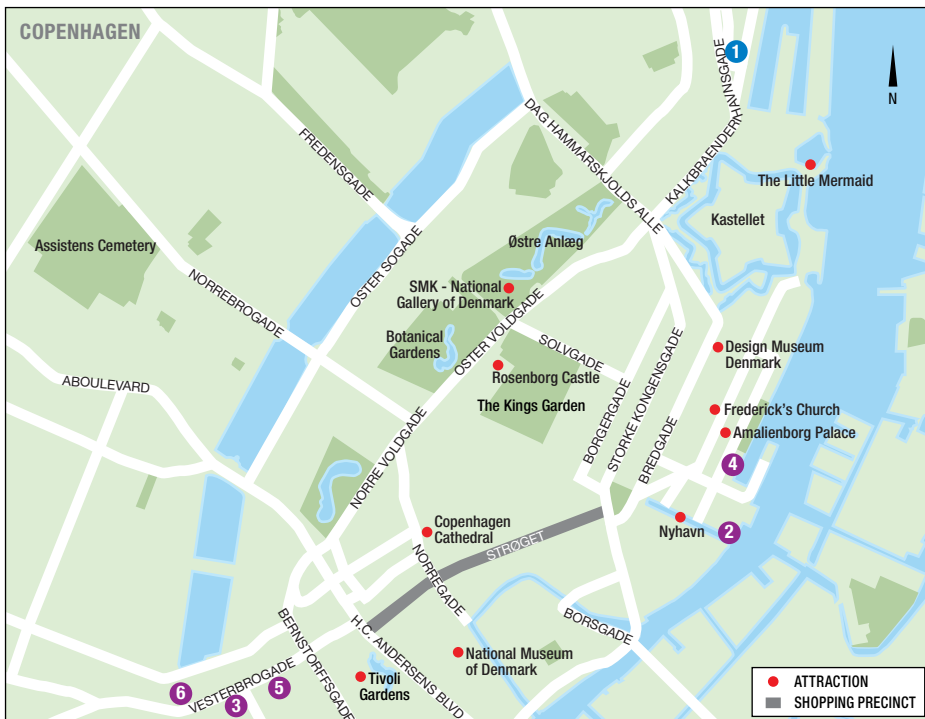 COPENHAGEN
1
N
KALKBRAENDERIHAVNSGADE
DAG HAMMARSKJOLDS ALLE
FREDENSGADE
The Little Mermaid
Kastellet
Assistens Cemetery
Østre Anlæg
OSTER SOGADE
NORREBROGADE
SMK - National
Gallery of Denmark
OSTER VOLDGADE
Botanical
Gardens
SOLVGADE
Design Museum
Denmark
ABOULEVARD
Rosenborg Castle
The Kings Garden
BORGERGADE
STORKE KONGENSGADE
BREDGADE
Frederick's Church
Amalienborg Palace
NORRE VOLDGADE
4
Copenhagen
Cathedral
STRØGET
Nyhavn
2
NORREGADE
BORSGADE
BERNSTORFFSGADE
H.C. ANDERSENS BLVD
National Museum
of Denmark
Tivoli
Gardens
VESTERBROGADE
6
5
3
ATTRACTION
SHOPPING PRECINCT